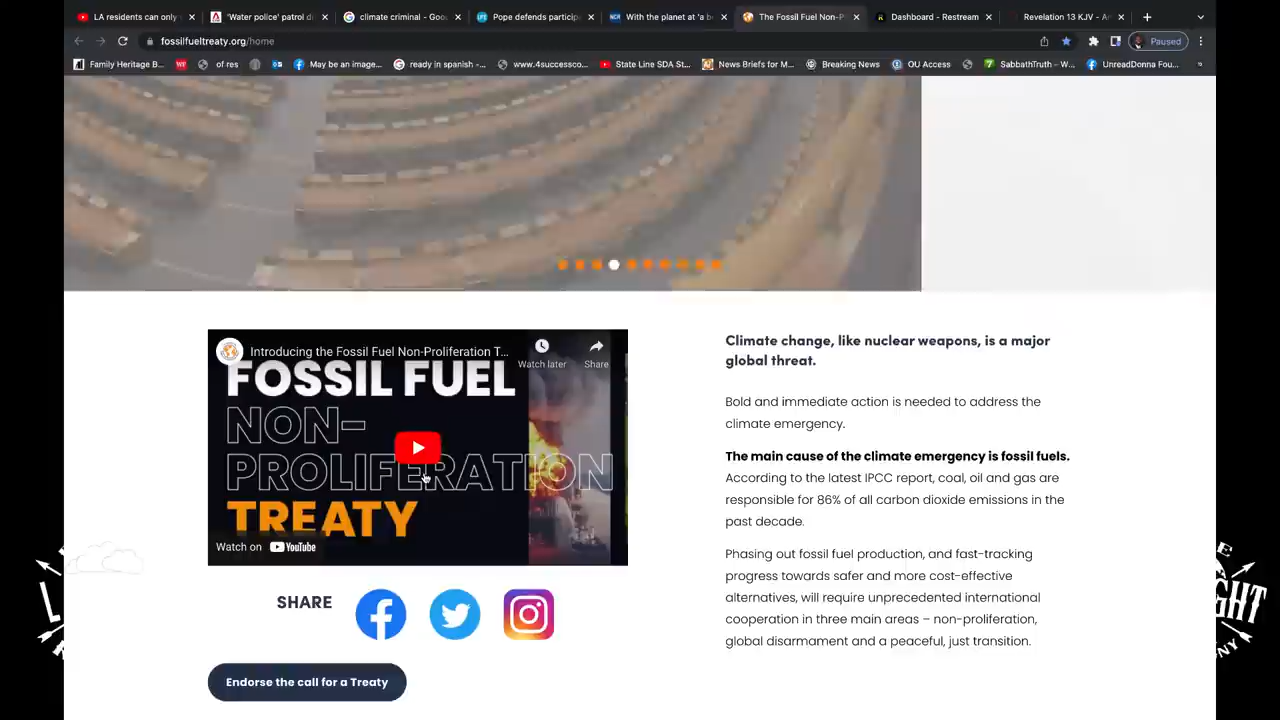 LA residents can only
'Water police' patrol d
climate criminal - Goo
Pope defends particip
With the planet at 'a b
The Fossil Fuel Non-P
Dashboard - Restream
Revelation 13 KJV - A
fossilfueltreaty.org/home
Paused
Family Heritage B...
of res
May be an image...
ready in spanish -...
www.4successco...
State Line SDA St...
News Briefs for M...
Breaking News
OU Access
SabbathTruth – W...
UnreadDonna Fou...
Introducing the Fossil Fuel Non-Proliferation T...
Watch later
Share
FOSSIL FUEL
NON-
PROLIFERATION
TREATY
Watch on YouTube
SHARE
Endorse the call for a Treaty
Climate change, like nuclear weapons, is a major
global threat.
Bold and immediate action is needed to address the
climate emergency.
The main cause of the climate emergency is fossil fuels.
According to the latest IPCC report, coal, oil and gas are
responsible for 86% of all carbon dioxide emissions in the
past decade.
Phasing out fossil fuel production, and fast-tracking
progress towards safer and more cost-effective
alternatives, will require unprecedented international
cooperation in three main areas – non-proliferation,
global disarmament and a peaceful, just transition.